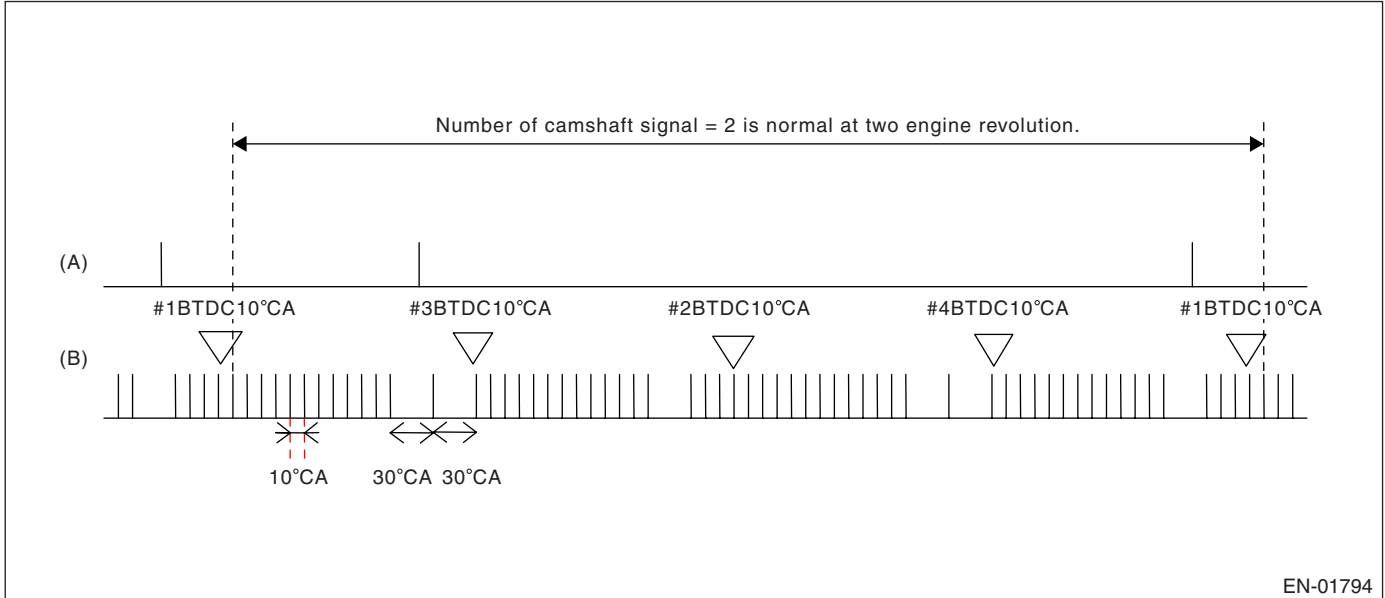 Number of camshaft signal = 2 is normal at two engine revolution.
(A)
#1BTDC10°CA #3BTDC10°CA #2BTDC10°CA #4BTDC10°CA #1BTDC10°CA
(B)
10°CA 30°CA 30°CA
EN-01794